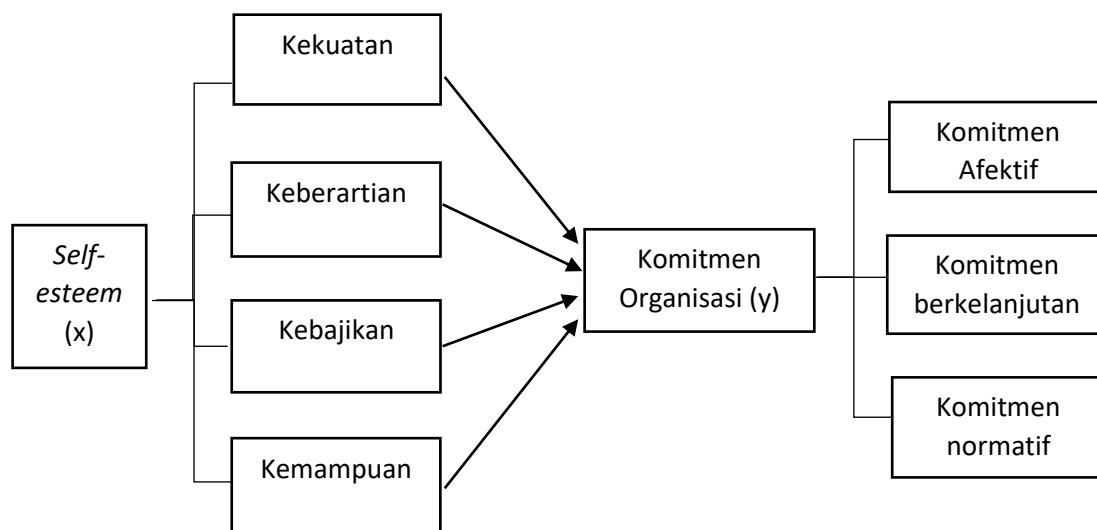 Kekuatan
Keberartian
Self-
esteem
(x)
Kebajikan
Kemampuan
Komitmen
Organisasi (y)
Komitmen
Afektif
Komitmen
berkelanjutan
Komitmen
normatif